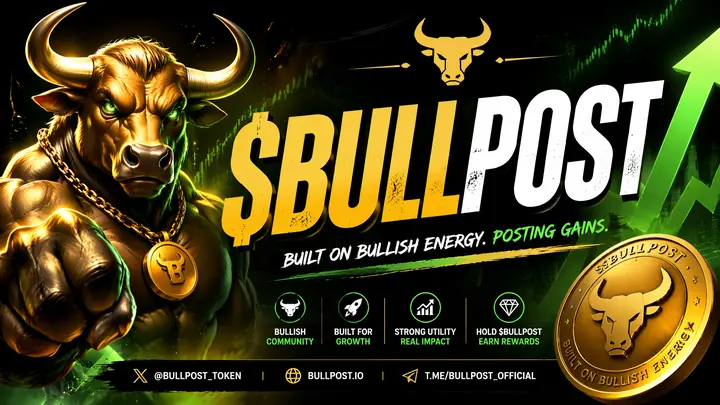 $BULLPOST
BUILT ON BULLISH ENERGY. POSTING GAINS.
BULLISH
COMMUNITY
BUILT FOR
GROWTH
STRONG UTILITY
REAL IMPACT
HOLD $BULLPOST
EARN REWARDS
@BULLPOST_TOKEN
BULLPOST.IO
T.ME/BULLPOST_OFFICIAL
B
$SBULLPOST
BUILT ON BULLISH ENERGY